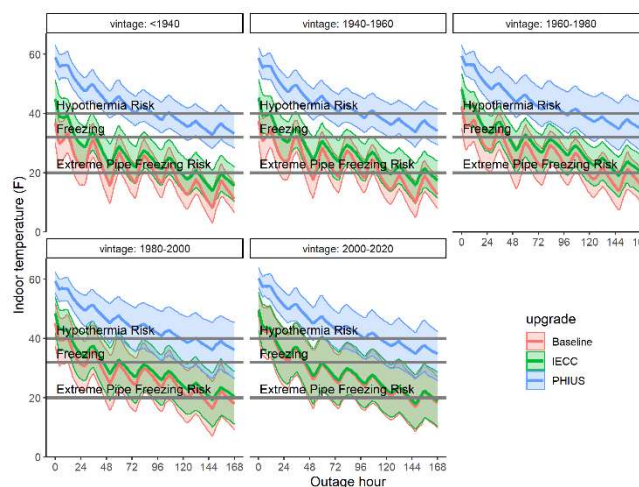 vintage: <1940
vintage: 1940-1960
vintage: 1960-1980
60
40
20
0
Hypothermia Risk
Freezing
Extreme Pipe Freezing Risk
Hypothermia Risk
Freezing
Extreme Pipe Freezing Risk
Hypothermia Risk
Freezing
Extreme Pipe Freezing Risk
0 24 48 72 96 120 144 168
Indoor temperature (F)
vintage: 1980-2000
vintage: 2000-2020
60
40
20
0
Hypothermia Risk
Freezing
Extreme Pipe Freezing Risk
Hypothermia Risk
Freezing
Extreme Pipe Freezing Risk
0 24 48 72 96 120 144 168
0 24 48 72 96 120 144 168
Outage hour
upgrade
Baseline
IECC
PHIUS